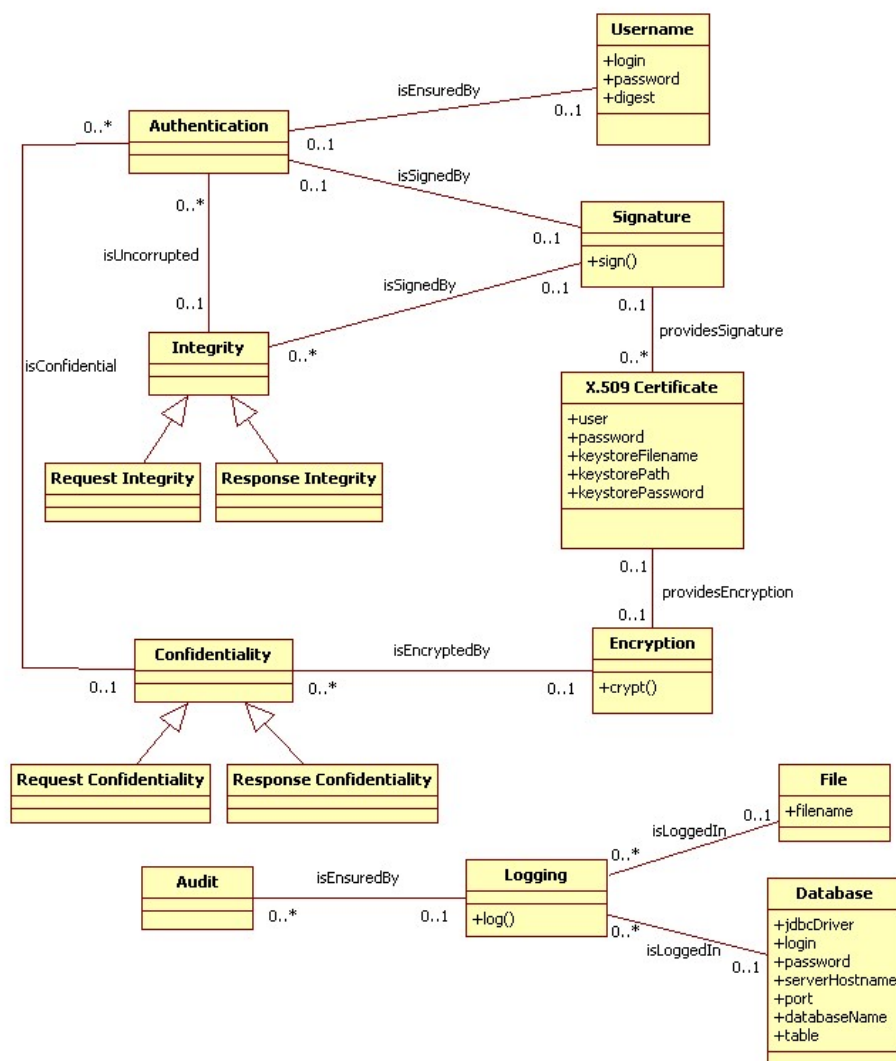 Username
+login
+password
+digest
isEnsuredBy
0..*
Authentication
0..1
0..1
isSignedBy
0..1
0..*
Signature
0..1
+sign()
isUncorrupted
isSignedBy
0..1
0..1
0..1
providesSignature
Integrity
0..*
0..*
isConfidential
X.509 Certificate
+user
+password
+keystoreFilename
+keystorePath
+keystorePassword
Request Integrity
Response Integrity
0..1
providesEncryption
0..1
Confidentiality
isEncryptedBy
Encryption
0..1
0..*
0..1
+crypt()
Request Confidentiality
Response Confidentiality
File
+filename
0..1
isLoggedIn
0..*
Audit
isEnsuredBy
Logging
0..*
0..1
+log()
0..*
isLoggedIn
0..1
Database
+jdbcDriver
+login
+password
+serverHostname
+port
+databaseName
+table